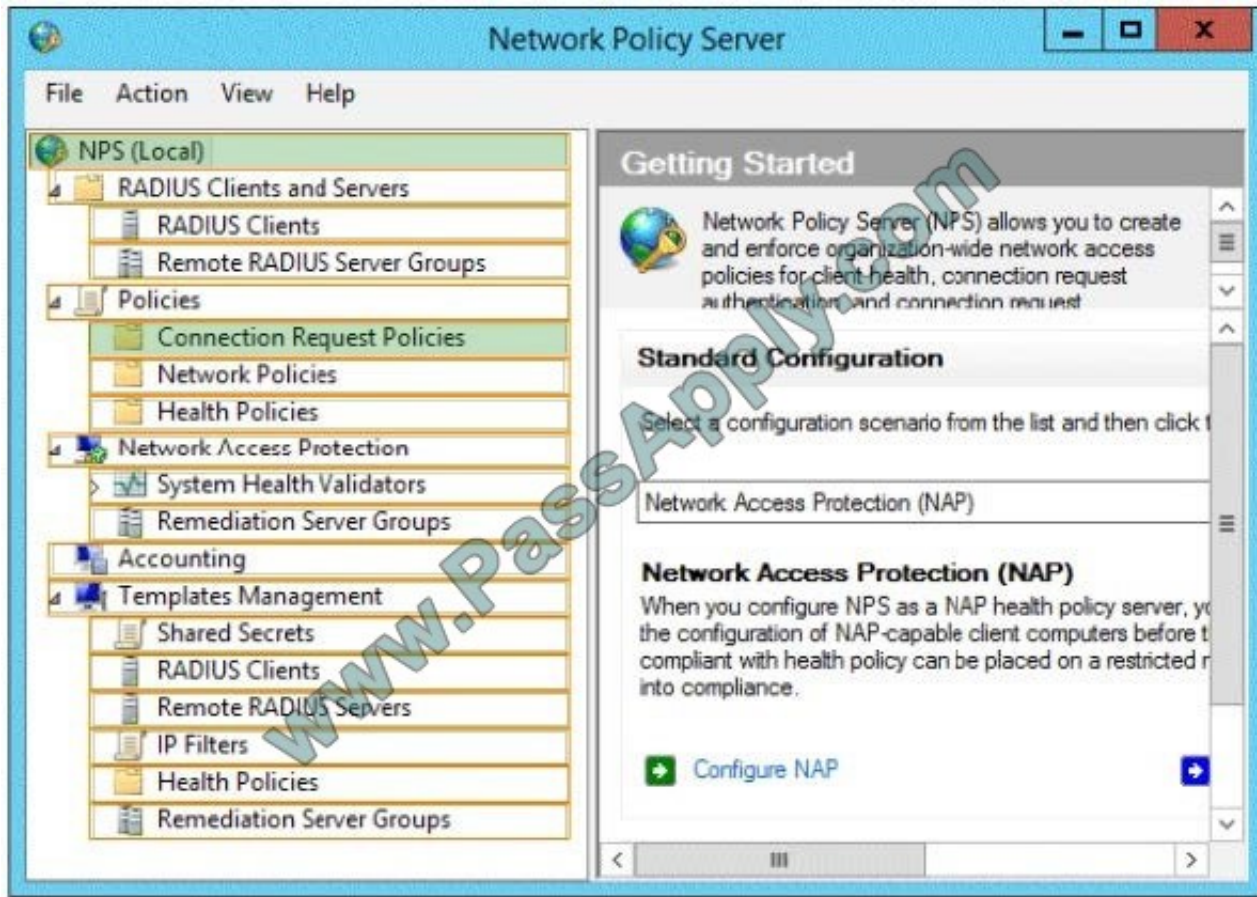 Network Policy Server
File Action View Help
NPS (Local)
RADIUS Clients and Servers
RADIUS Clients
Remote RADIUS Server Groups
Policies
Connection Request Policies
Network Policies
Health Policies
Network Access Protection
System Health Validators
Remediation Server Groups
Accounting
Templates Management
Shared Secrets
RADIUS Clients
Remote RADIUS Servers
IP Filters
Health Policies
Remediation Server Groups
Getting Started
Network Policy Server (NPS) allows you to create
and enforce organization-wide network access
policies for client health, connection request
authentication, and connection request
Standard Configuration
Select a configuration scenario from the list and then click t
Network Access Protection (NAP)
Network Access Protection (NAP)
When you configure NPS as a NAP health policy server, yo
the configuration of NAP-capable client computers before t
compliant with health policy can be placed on a restricted r
into compliance.
Configure NAP
www.PassApply.com